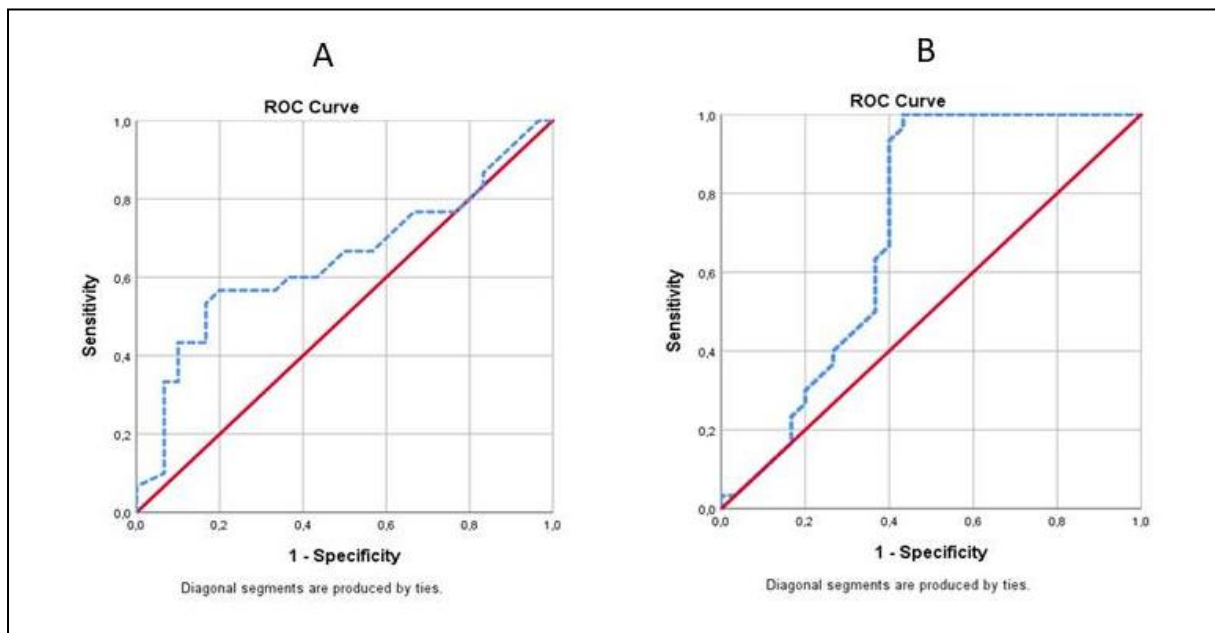 A
ROC Curve
1,0
0,8
0,6
0,4
0,2
0,0
0,0 0,2 0,4 0,6 0,8 1,0
Sensitivity
1 - Specificity
Diagonal segments are produced by ties.
B
ROC Curve
1,0
0,8
0,6
0,4
0,2
0,0
0,0 0,2 0,4 0,6 0,8 1,0
Sensitivity
1 - Specificity
Diagonal segments are produced by ties.